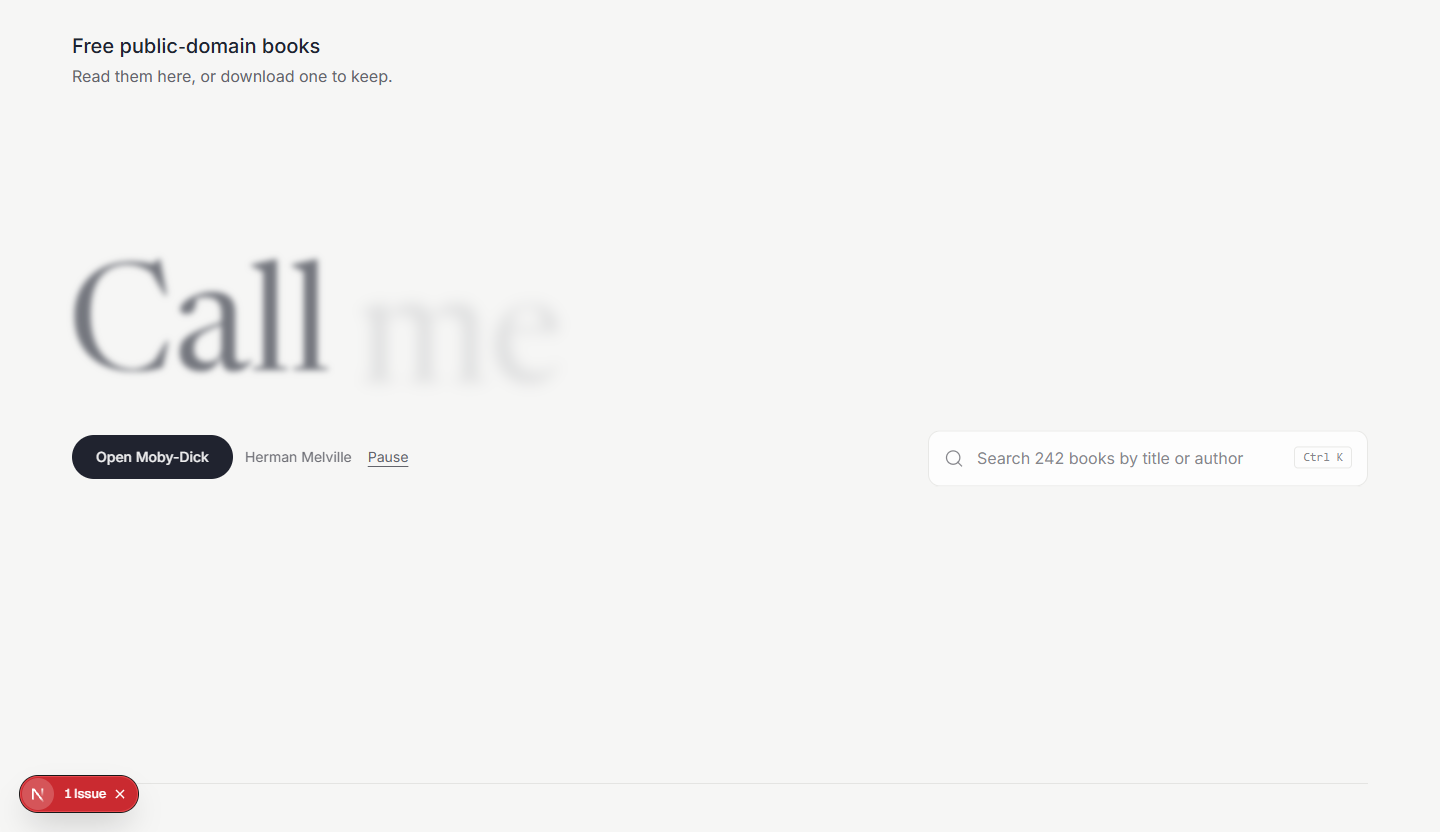 Free public-domain books
Read them here, or download one to keep.
Call me
Open Moby-Dick Herman Melville Pause
Search 242 books by title or author Ctrl K
N 1 Issue